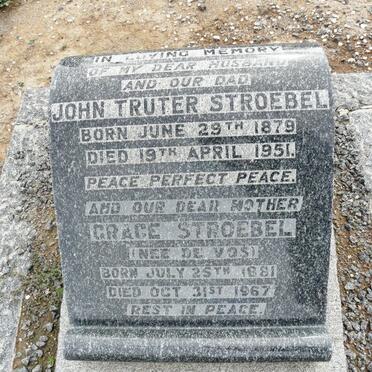 IN LOVING MEMORY
OF MY DEAR HUSBAND
AND OUR DAD
JOHN TRUTER STROEBEL
BORN JUNE 29TH 1879
DIED 19TH APRIL 1951.
PEACE PERFECT PEACE.
AND OUR DEAR MOTHER
GRACE STROEBEL
(NEE DE VOS)
BORN JULY 25TH 1881
DIED OCT 31ST 1967
REST IN PEACE.